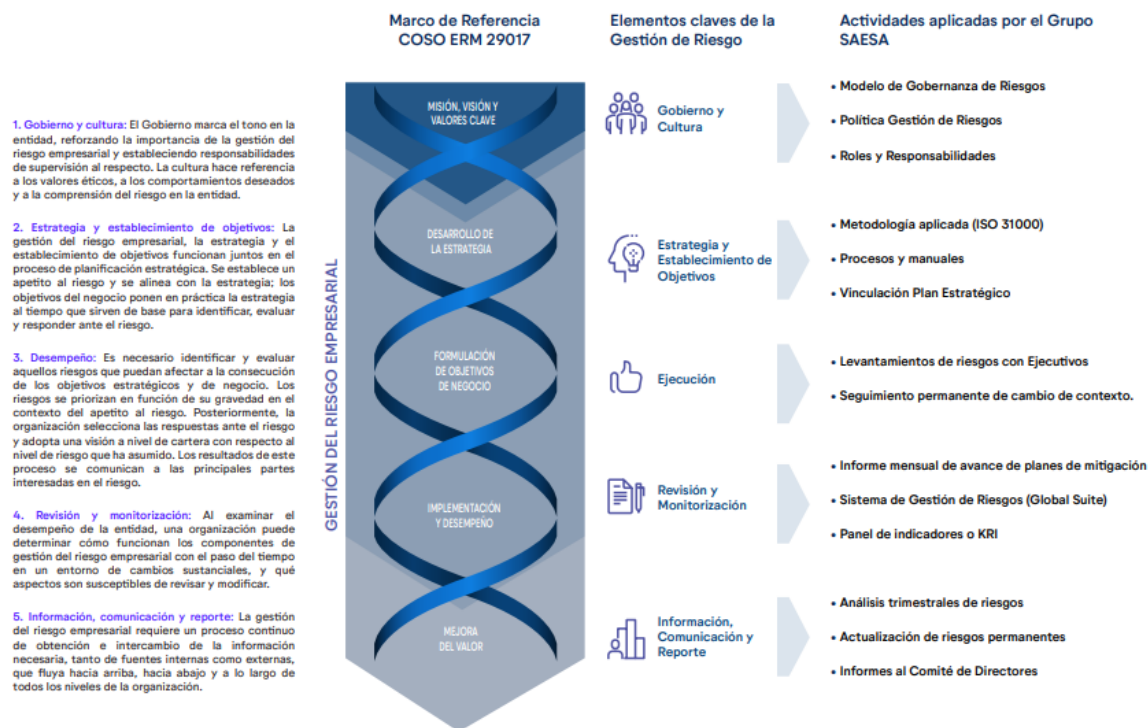 1. Gobierno y cultura: El Gobierno marca el tono en la
entidad, reforzando la importancia de la gestión del
riesgo empresarial y estableciendo responsabilidades
de supervisión al respecto. La cultura hace referencia
a los valores éticos, a los comportamientos deseados
y a la comprensión del riesgo en la entidad.
2. Estrategia y establecimiento de objetivos: La
gestión del riesgo empresarial, la estrategia y el
establecimiento de objetivos funcionan juntos en el
proceso de planificación estratégica. Se establece un
apetito al riesgo y se alinea con la estrategia; los
objetivos del negocio ponen en práctica la estrategia
al tiempo que sirven de base para identificar, evaluar
y responder ante el riesgo.
3. Desempeño: Es necesario identificar y evaluar
aquellos riesgos que puedan afectar a la consecución
de los objetivos estratégicos y de negocio. Los
riesgos se priorizan en función de su gravedad en el
contexto del apetito al riesgo. Posteriormente, la
organización selecciona las respuestas ante el riesgo
y adopta una visión a nivel de cartera con respecto al
nivel de riesgo que ha asumido. Los resultados de este
proceso se comunican a las principales partes
interesadas en el riesgo.
4. Revisión y monitorización: Al examinar el
desempeño de la entidad, una organización puede
determinar cómo funcionan los componentes de
gestión del riesgo empresarial con el paso del tiempo
en un entorno de cambios sustanciales, y qué
aspectos son susceptibles de revisar y modificar.
5. Información, comunicación y reporte: La gestión
del riesgo empresarial requiere un proceso continuo
de obtención e intercambio de la información
necesaria, tanto de fuentes internas como externas,
que fluya hacia arriba, hacia abajo y a lo largo de
todos los niveles de la organización.
GESTIÓN DEL RIESGO EMPRESARIAL
Marco de Referencia
COSO ERM 29017
MISIÓN, VISIÓN Y
VALORES CLAVE
DESARROLLO DE
LA ESTRATEGIA
FORMULACIÓN
DE OBJETIVOS
DE NEGOCIO
IMPLEMENTACIÓN
Y DESEMPEÑO
MEJORA
DEL VALOR
Elementos claves de la
Gestión de Riesgo
Gobierno y
Cultura
Estrategia y
Establecimiento de
Objetivos
Ejecución
Revisión y
Monitorización
Información,
Comunicación y
Reporte
Actividades aplicadas por el Grupo
SAESA
• Modelo de Gobernanza de Riesgos
• Política Gestión de Riesgos
• Roles y Responsabilidades
• Metodología aplicada (ISO 31000)
• Procesos y manuales
• Vinculación Plan Estratégico
• Levantamientos de riesgos con Ejecutivos
• Seguimiento permanente de cambio de contexto.
• Informe mensual de avance de planes de mitigación
• Sistema de Gestión de Riesgos (Global Suite)
• Panel de indicadores o KRI
• Análisis trimestrales de riesgos
• Actualización de riesgos permanentes
• Informes al Comité de Directores